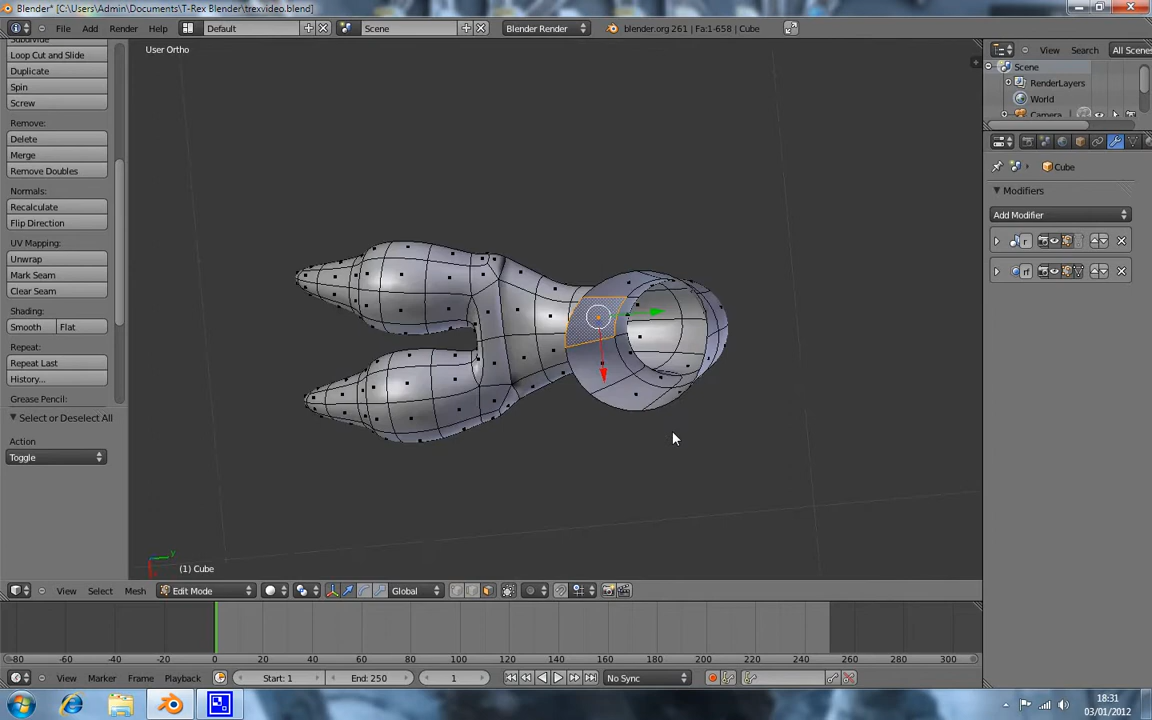 Blender* [C:\Users\Admin\Documents\T-Rex Blender\trexvideo.blend]
File Add Render Window Help Default Scene Blender Render blender.org 261 | Fa:1-658 | Cube
Subdivide
Loop Cut and Slide
Duplicate
Spin
Screw
Remove:
Delete
Merge
Remove Doubles
Normals:
Recalculate
Flip Direction
UV Mapping:
Unwrap
Mark Seam
Clear Seam
Shading:
Smooth Flat
Repeat:
Repeat Last
History...
Grease Pencil:
Select or Deselect All
Action
Toggle
User Ortho
y
(1) Cube
View Search All Scenes
Scene
RenderLayers
World
Camera
Cube
Modifiers
Add Modifier
r
rf
View Select Mesh Edit Mode Global
-80 -60 -40 -20 0 20 40 60 80 100 120 140 160 180 200 220 240 260 280 300 320
View Marker Frame Playback Start: 1 End: 250 1 No Sync
18:31
03/01/2012